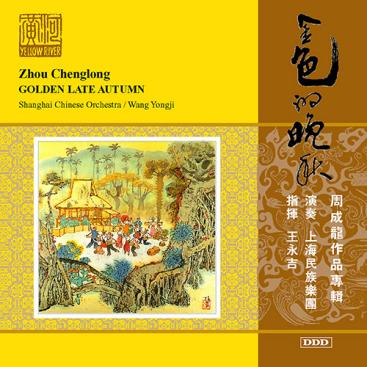 黃河
YELLOW RIVER
Zhou Chenglong
GOLDEN LATE AUTUMN
Shanghai Chinese Orchestra / Wang Yongji
金色的晚秋
周成龍作品專輯
演奏 上海民族樂團
指揮 王永吉
DDD